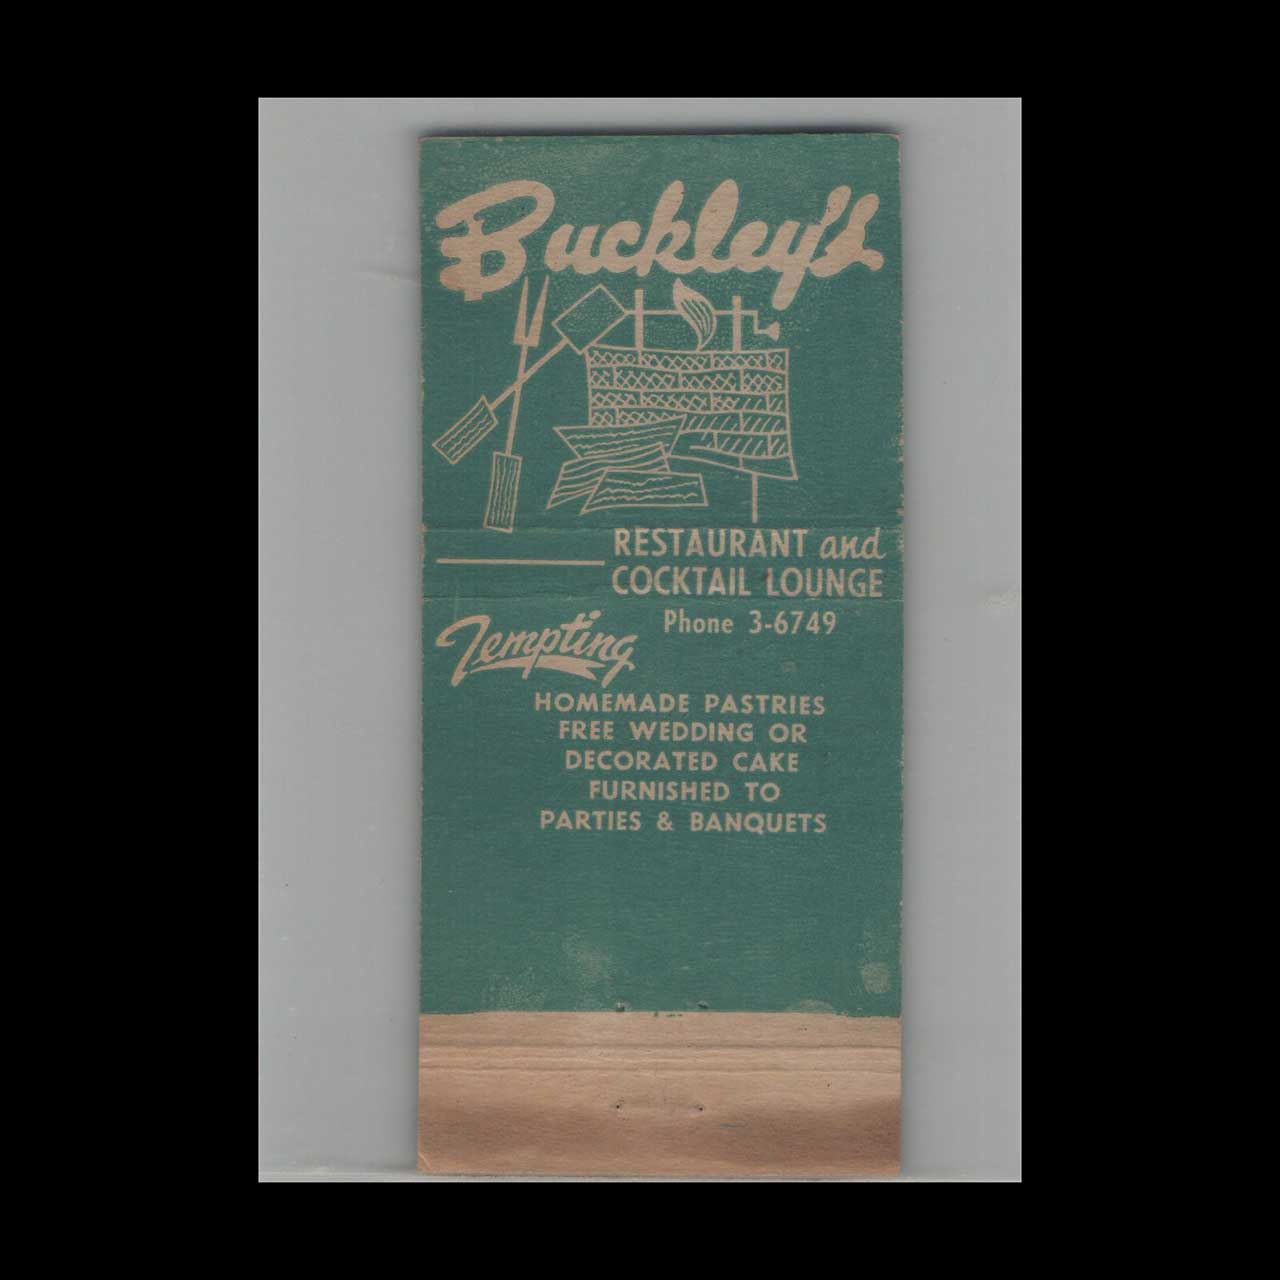 Buckley's
RESTAURANT and
COCKTAIL LOUNGE
Phone 3-6749
Tempting
HOMEMADE PASTRIES
FREE WEDDING OR
DECORATED CAKE
FURNISHED TO
PARTIES & BANQUETS